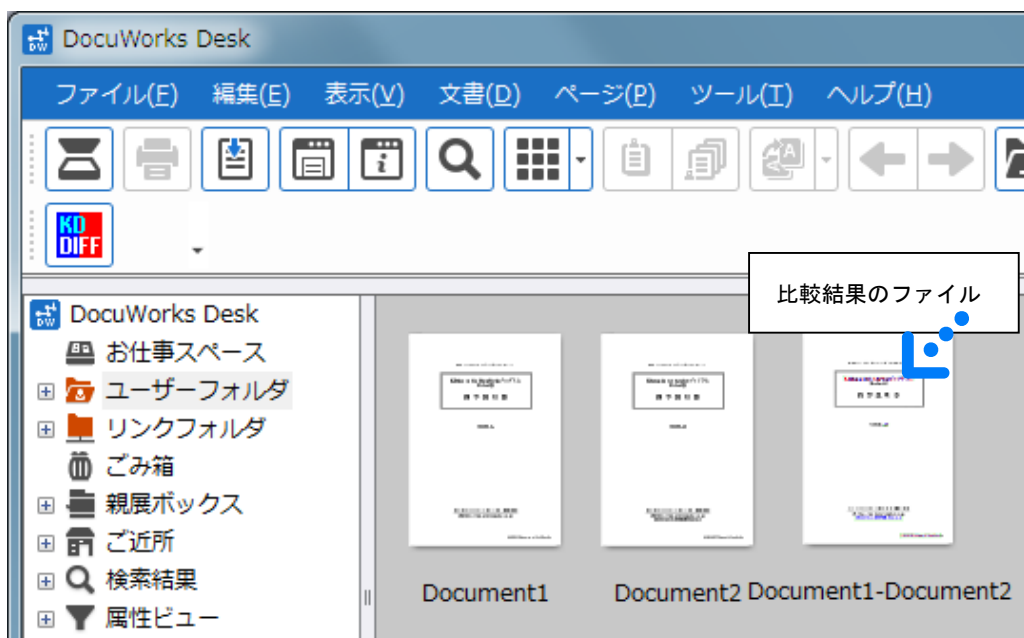 DocuWorks Desk
ファイル(F) 編集(E) 表示(V) 文書(D) ページ(P) ツール(T) ヘルプ(H)
KD
DIFF
比較結果のファイル
DocuWorks Desk
お仕事スペース
ユーザーフォルダ
リンクフォルダ
ごみ箱
親展ボックス
ご近所
検索結果
属性ビュー
Document1
Document2
Document1-Document2